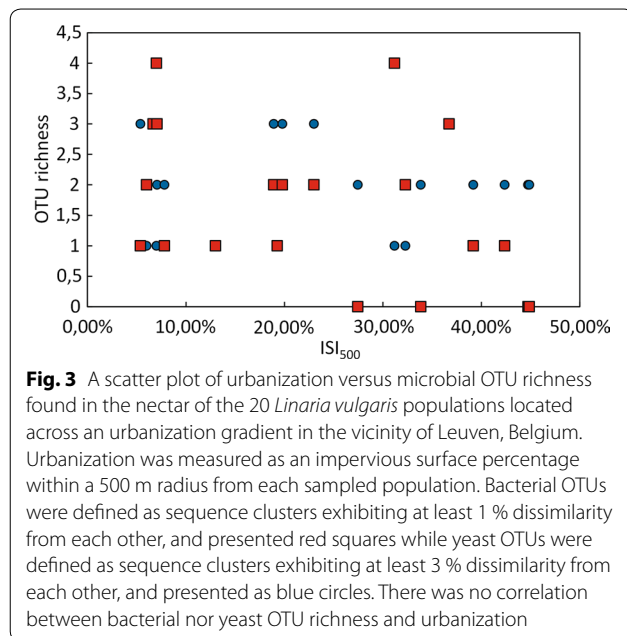 4,5
4
3,5
3
2,5
2
1,5
1
0,5
0
OTU richness
0,00% 10,00% 20,00% 30,00% 40,00% 50,00%
ISI500
Fig. 3 A scatter plot of urbanization versus microbial OTU richness
found in the nectar of the 20 Linaria vulgaris populations located
across an urbanization gradient in the vicinity of Leuven, Belgium.
Urbanization was measured as an impervious surface percentage
within a 500 m radius from each sampled population. Bacterial OTUs
were defined as sequence clusters exhibiting at least 1 % dissimilarity
from each other, and presented red squares while yeast OTUs were
defined as sequence clusters exhibiting at least 3 % dissimilarity from
each other, and presented as blue circles. There was no correlation
between bacterial nor yeast OTU richness and urbanization